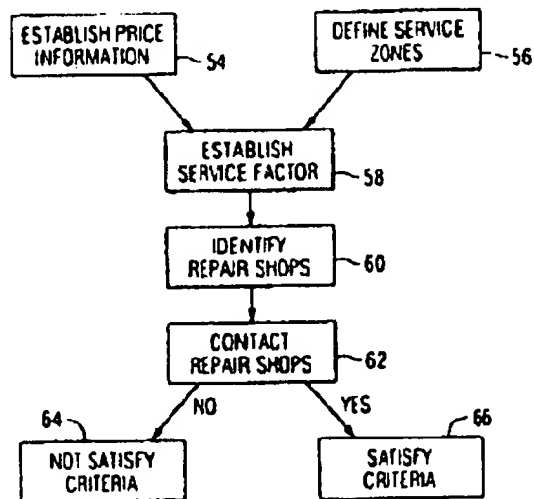 ESTABLISH PRICE
INFORMATION
54
DEFINE SERVICE
ZONES
56
ESTABLISH
SERVICE FACTOR
58
IDENTIFY
REPAIR SHOPS
60
CONTACT
REPAIR SHOPS
62
NO
YES
64
NOT SATISFY
CRITERIA
66
SATISFY
CRITERIA